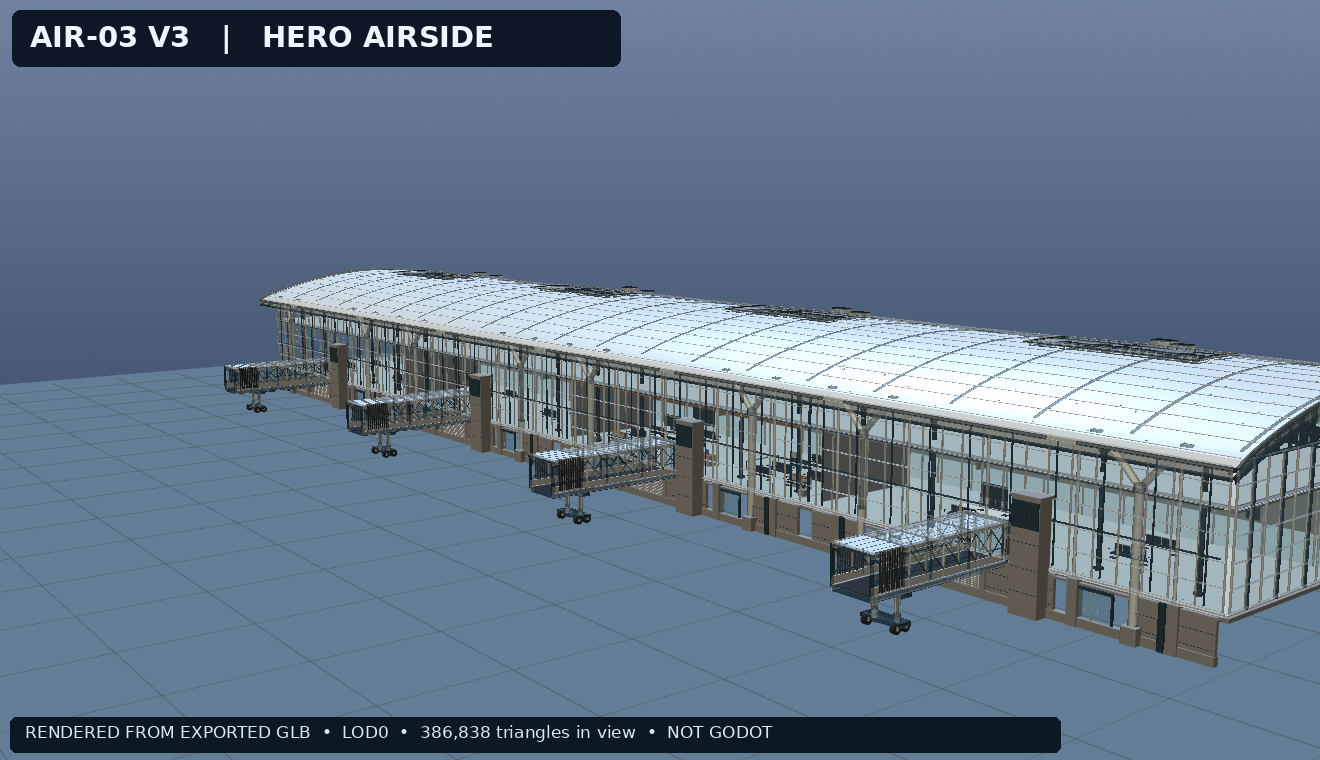 AIR-03 V3 | HERO AIRSIDE
RENDERED FROM EXPORTED GLB • LOD0 • 386,838 triangles in view • NOT GODOT